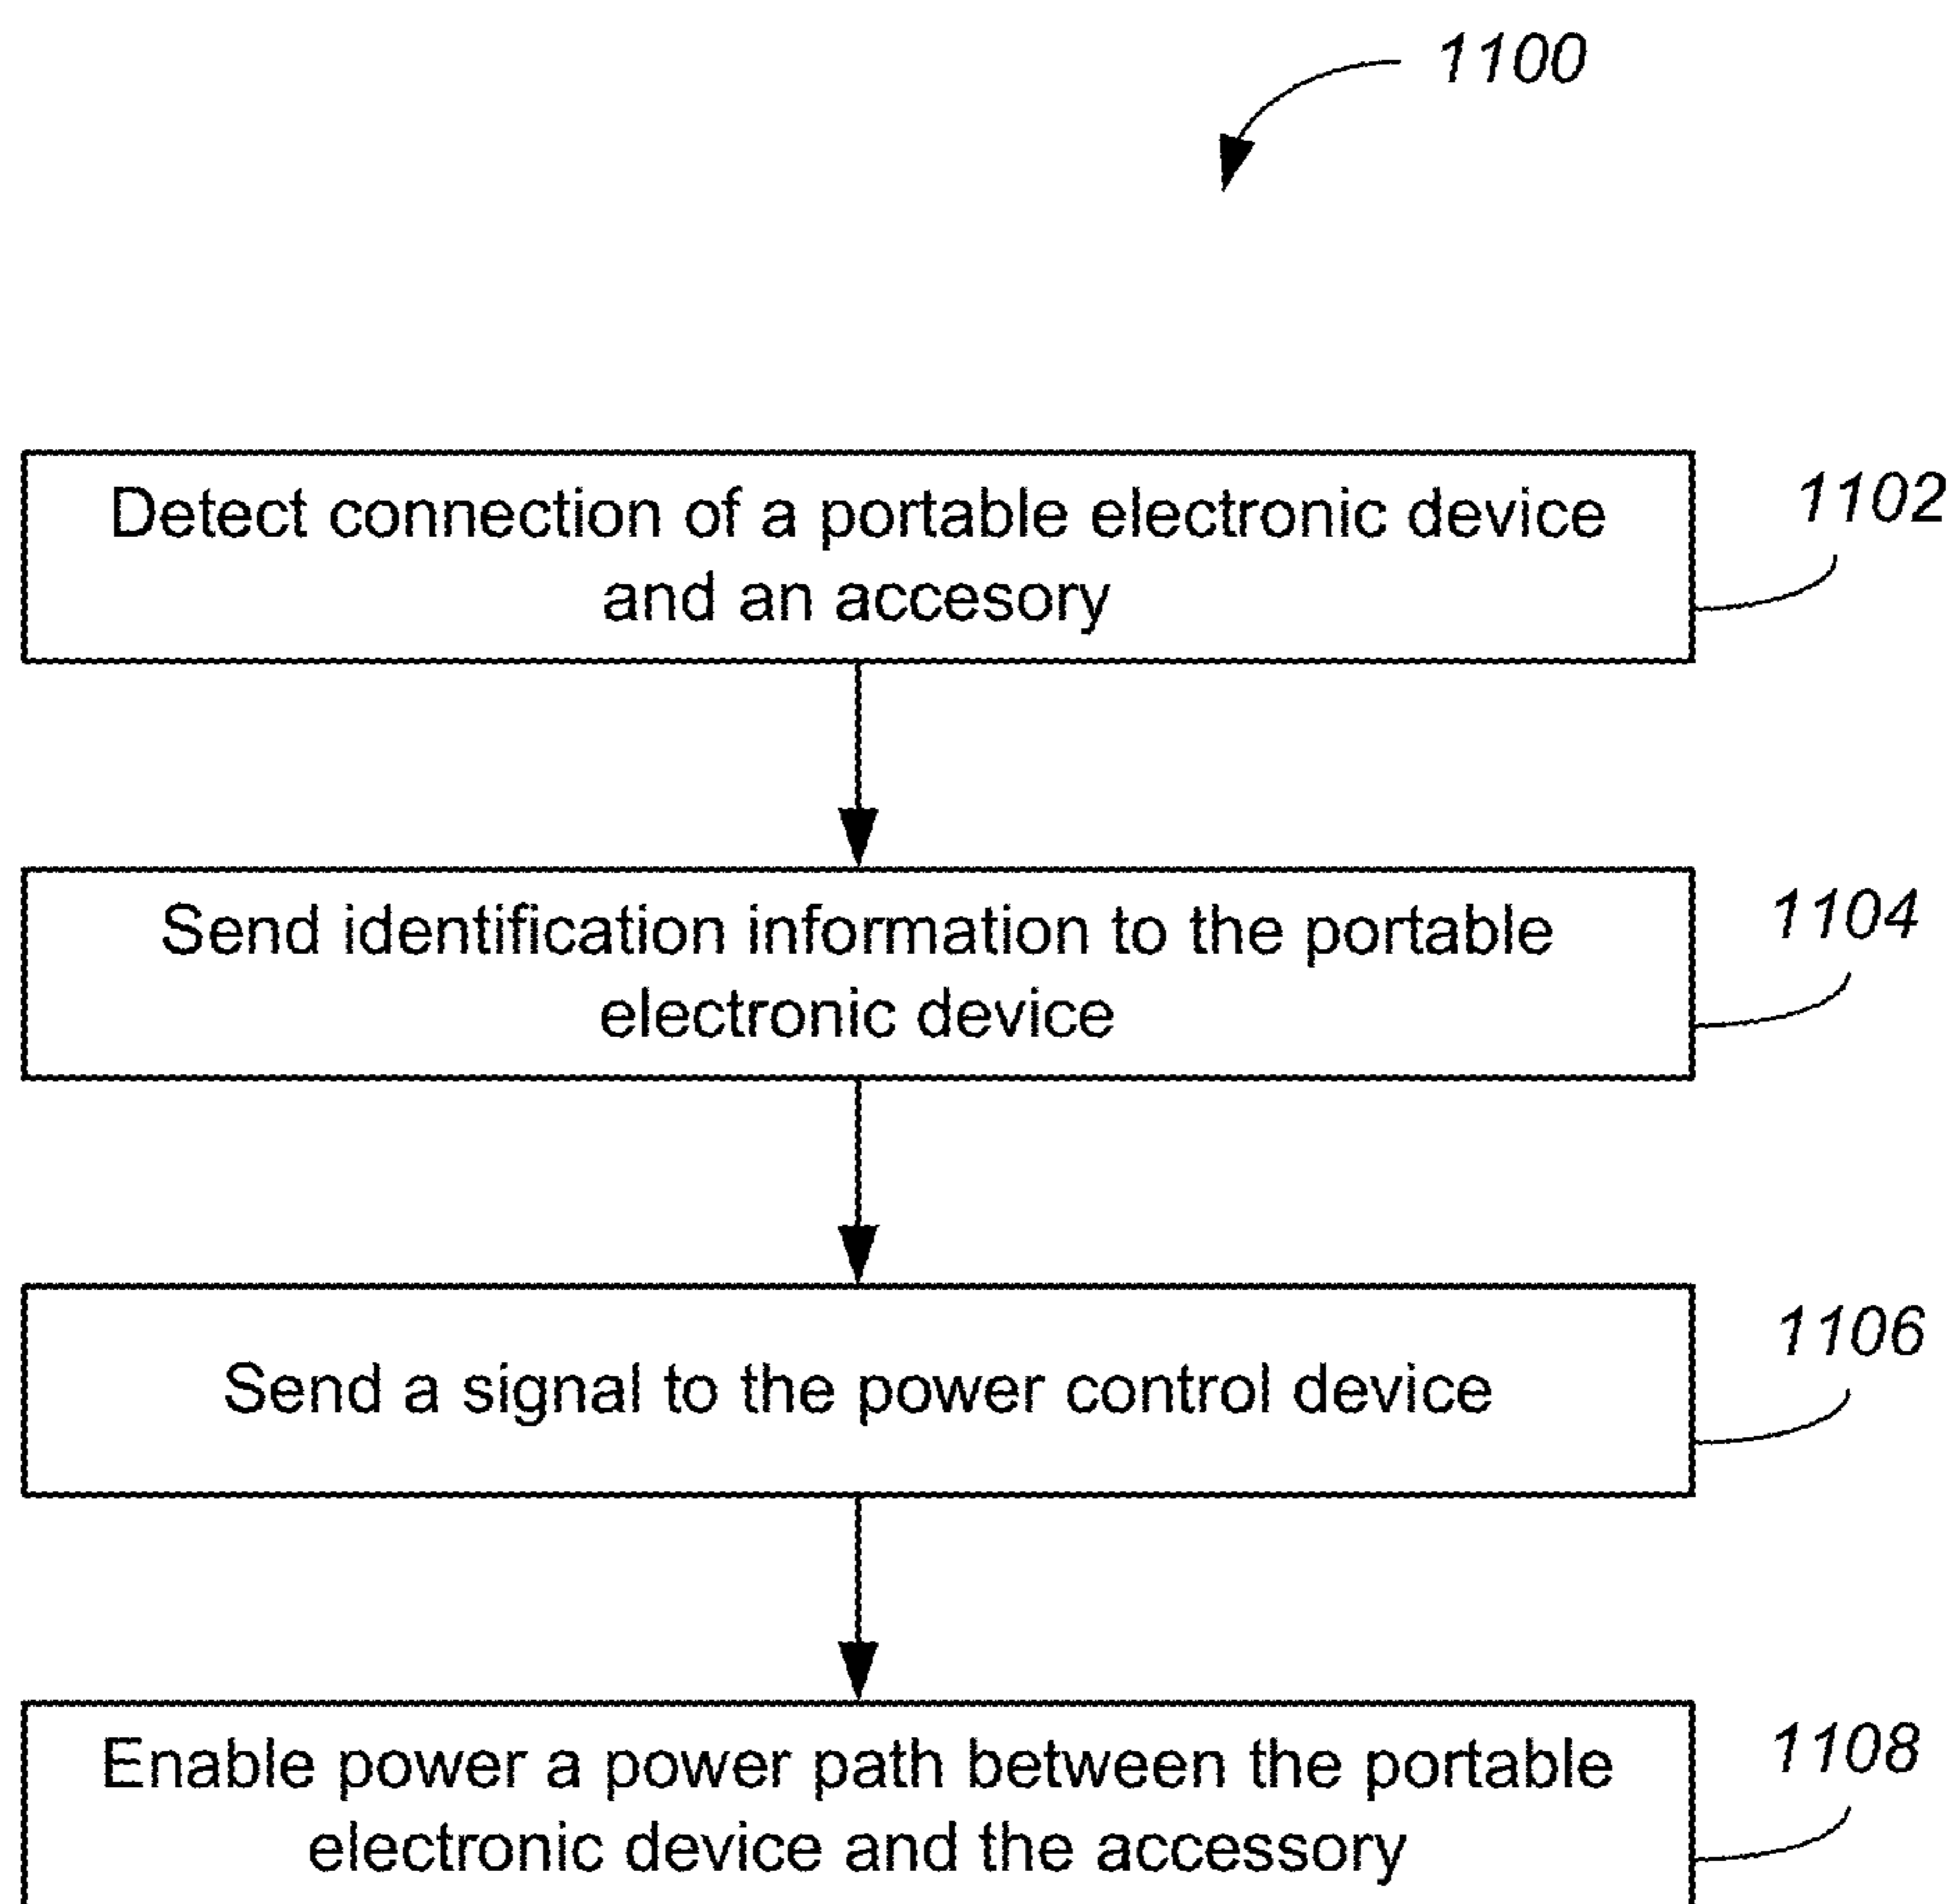 1100
Detect connection of a portable electronic device
and an accesory
1102
Send identification information to the portable
electronic device
1104
Send a signal to the power control device
1106
Enable power a power path between the portable
electronic device and the accessory
1108